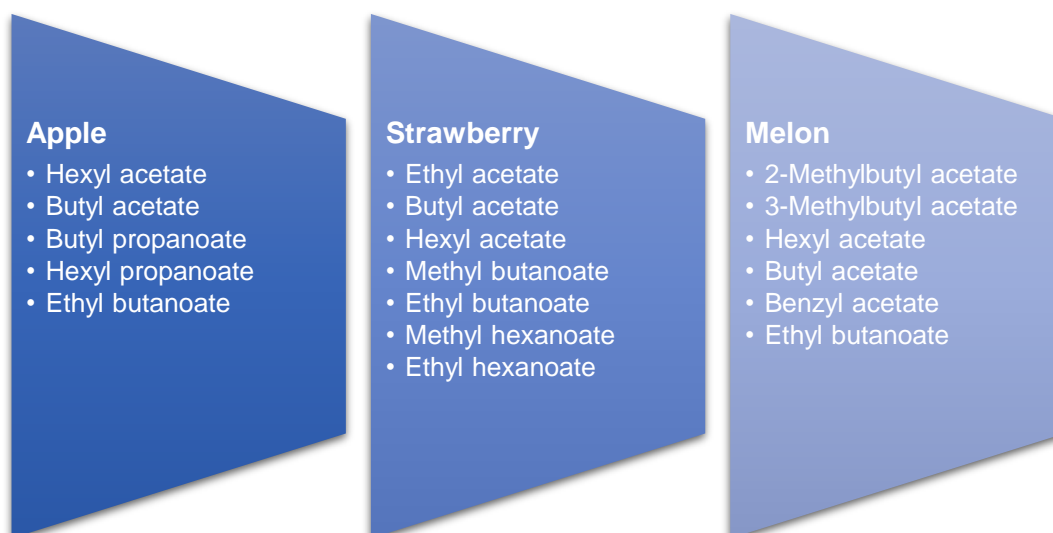 Apple
• Hexyl acetate
• Butyl acetate
• Butyl propanoate
• Hexyl propanoate
• Ethyl butanoate
Strawberry
• Ethyl acetate
• Butyl acetate
• Hexyl acetate
• Methyl butanoate
• Ethyl butanoate
• Methyl hexanoate
• Ethyl hexanoate
Melon
• 2-Methylbutyl acetate
• 3-Methylbutyl acetate
• Hexyl acetate
• Butyl acetate
• Benzyl acetate
• Ethyl butanoate